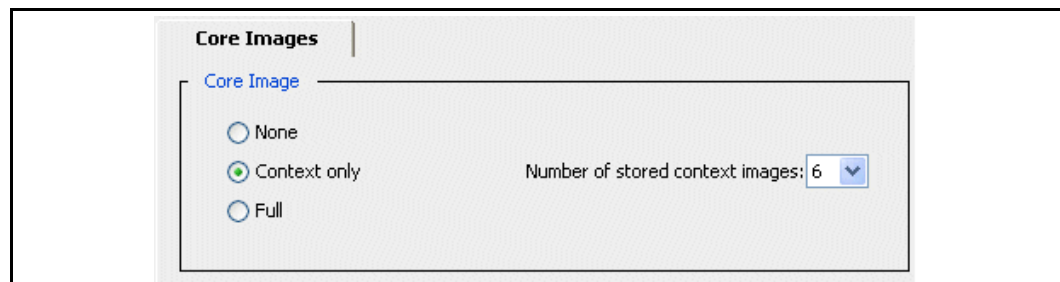 Core Images
Core Image
None
Context only Number of stored context images: 6
Full